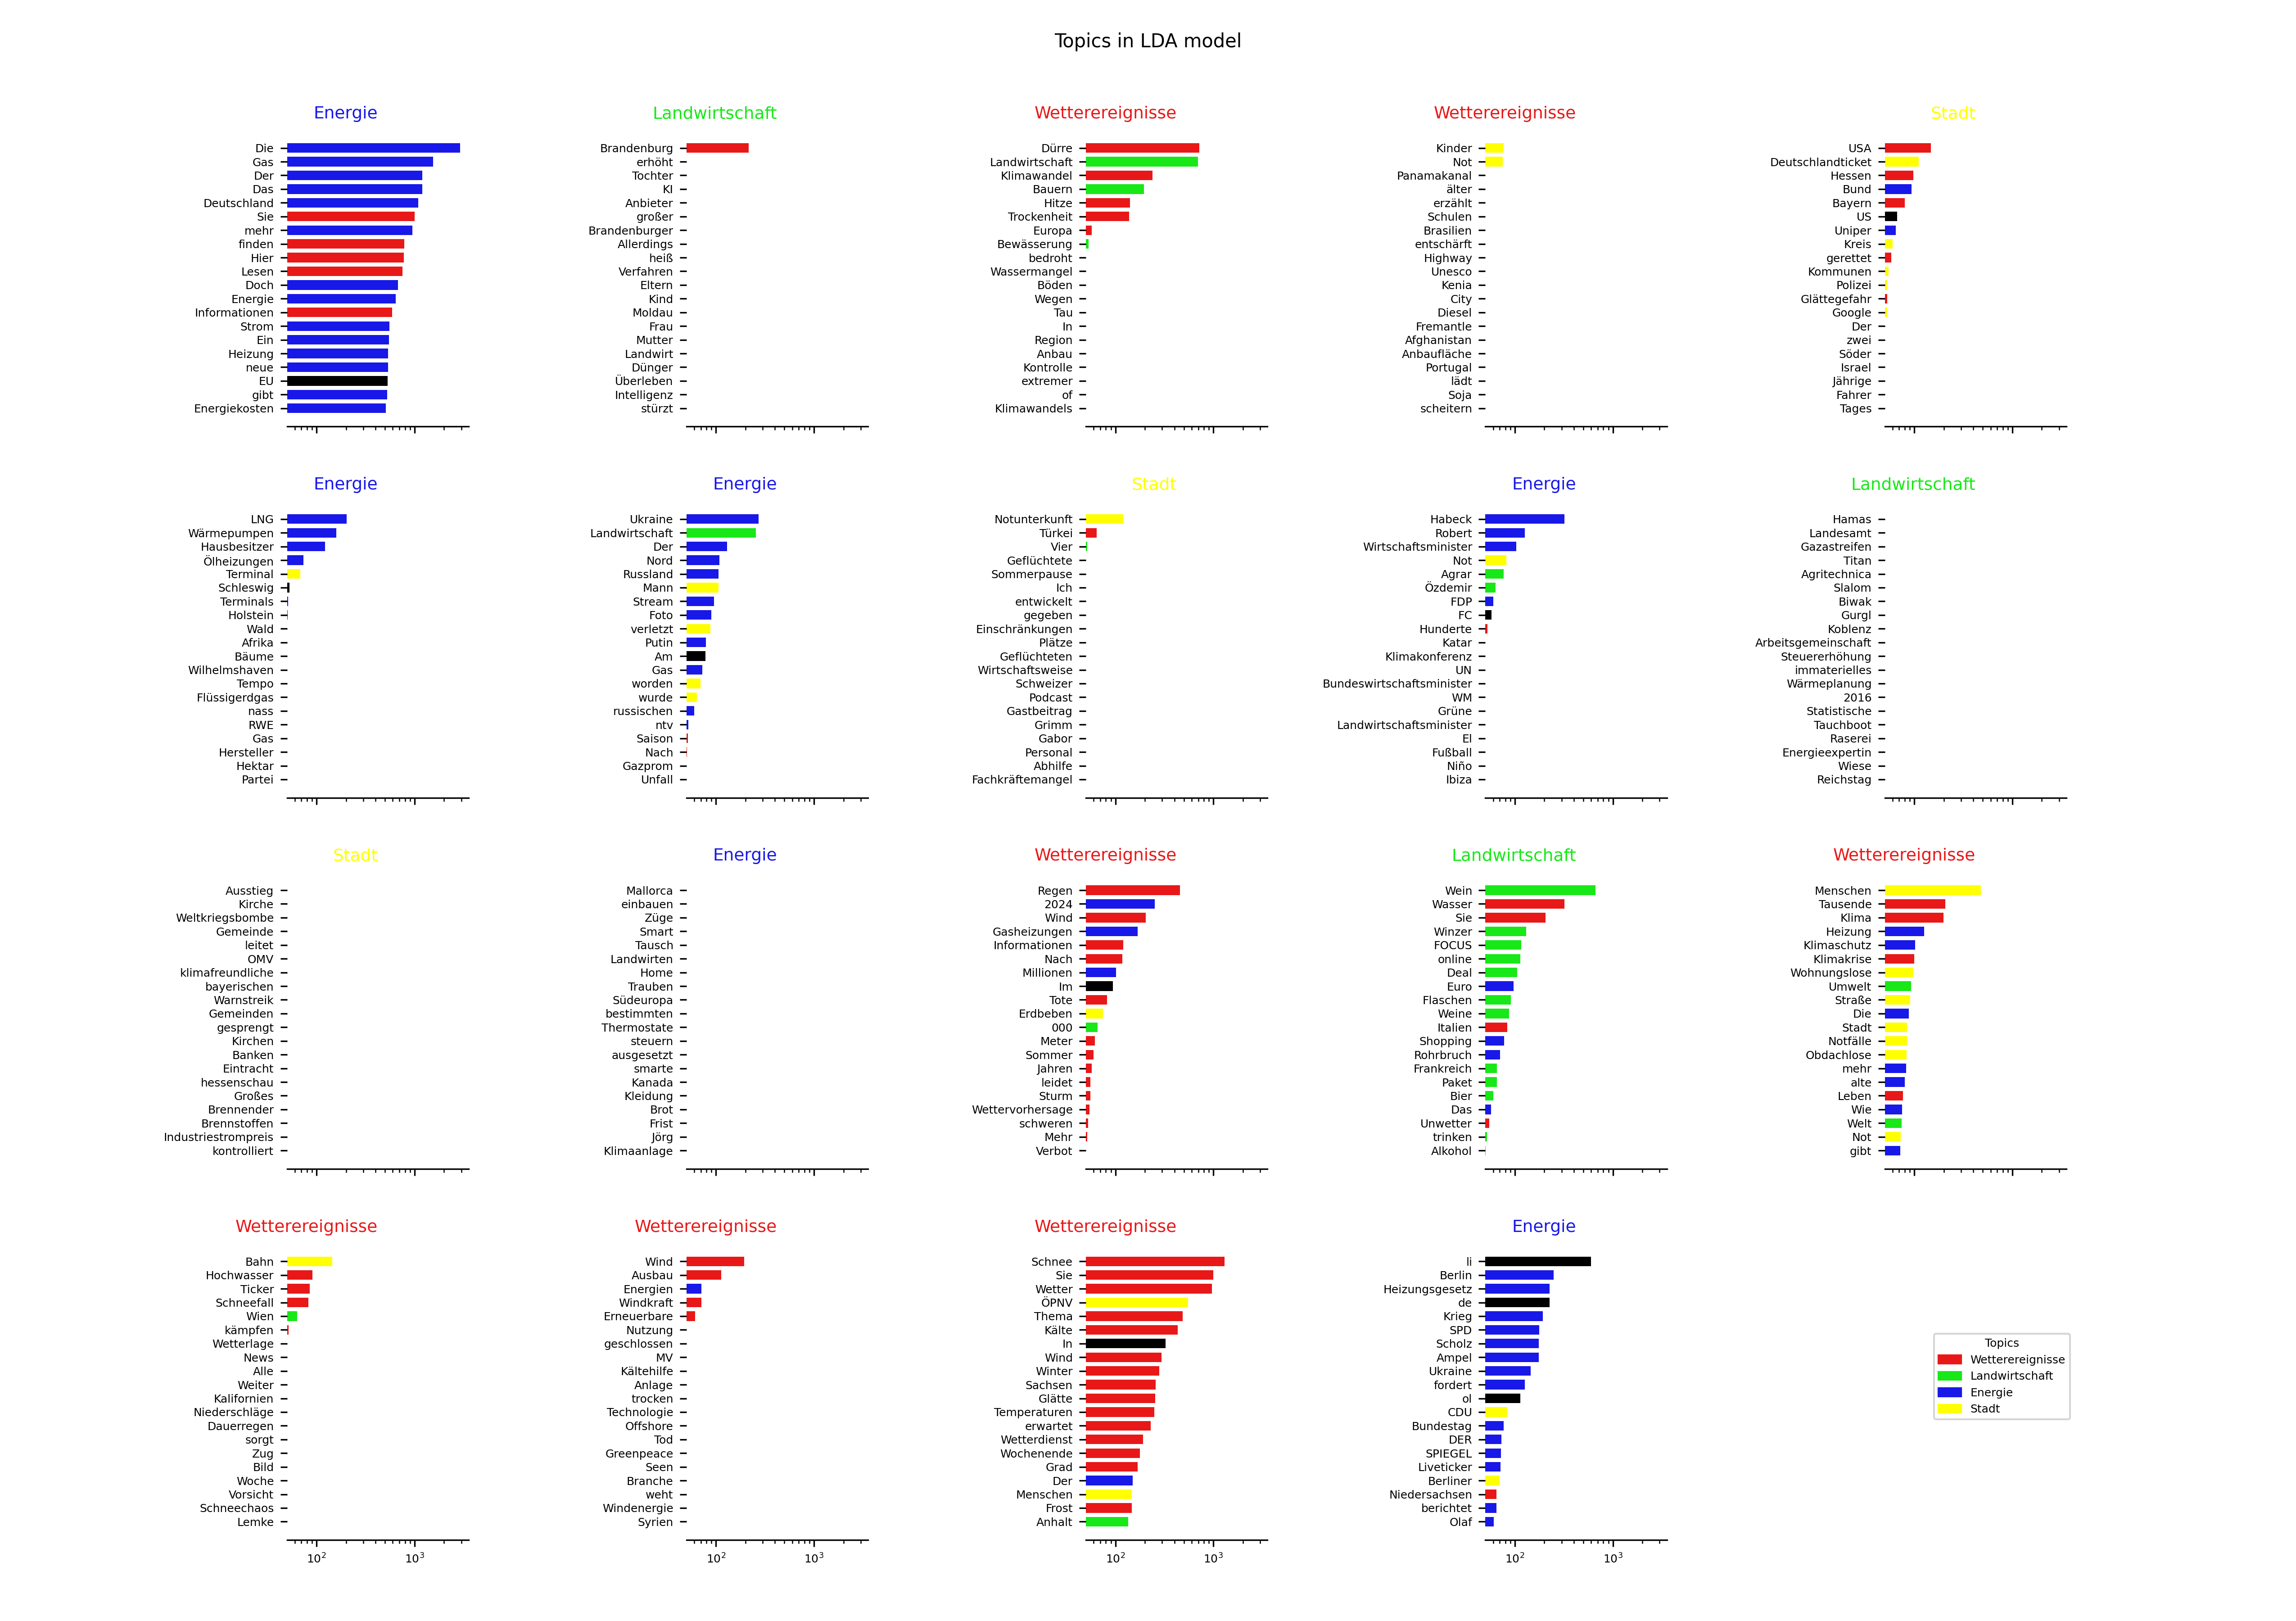 Topics in LDA model
Energie
Die
Gas
Der
Das
Deutschland
Sie
mehr
finden
Hier
Lesen
Doch
Energie
Informationen
Strom
Ein
Heizung
neue
EU
gibt
Energiekosten
Landwirtschaft
Brandenburg
erhöht
Tochter
KI
Anbieter
großer
Brandenburger
Allerdings
heiß
Verfahren
Eltern
Kind
Moldau
Frau
Mutter
Landwirt
Dünger
Überleben
Intelligenz
stürzt
Wetterereignisse
Dürre
Landwirtschaft
Klimawandel
Bauern
Hitze
Trockenheit
Europa
Bewässerung
bedroht
Wassermangel
Böden
Wegen
Tau
In
Region
Anbau
Kontrolle
extremer
of
Klimawandels
Wetterereignisse
Kinder
Not
Panamakanal
älter
erzählt
Schulen
Brasilien
entschärft
Highway
Unesco
Kenia
City
Diesel
Fremantle
Afghanistan
Anbaufläche
Portugal
lädt
Soja
scheitern
Stadt
USA
Deutschlandticket
Hessen
Bund
Bayern
US
Uniper
Kreis
gerettet
Kommunen
Polizei
Glättegefahr
Google
Der
zwei
Söder
Israel
Jährige
Fahrer
Tages
Energie
LNG
Wärmepumpen
Hausbesitzer
Ölheizungen
Terminal
Schleswig
Terminals
Holstein
Wald
Afrika
Bäume
Wilhelmshaven
Tempo
Flüssigerdgas
nass
RWE
Gas
Hersteller
Hektar
Partei
Energie
Ukraine
Landwirtschaft
Der
Nord
Russland
Mann
Stream
Foto
verletzt
Putin
Am
Gas
worden
wurde
russischen
ntv
Saison
Nach
Gazprom
Unfall
Stadt
Notunterkunft
Türkei
Vier
Geflüchtete
Sommerpause
Ich
entwickelt
gegeben
Einschränkungen
Plätze
Geflüchteten
Wirtschaftsweise
Schweizer
Podcast
Gastbeitrag
Grimm
Gabor
Personal
Abhilfe
Fachkräftemangel
Energie
Habeck
Robert
Wirtschaftsminister
Not
Agrar
Özdemir
FDP
FC
Hunderte
Katar
Klimakonferenz
UN
Bundeswirtschaftsminister
WM
Grüne
Landwirtschaftsminister
El
Fußball
Niño
Ibiza
Landwirtschaft
Hamas
Landesamt
Gazastreifen
Titan
Agritechnica
Slalom
Biwak
Gurgl
Koblenz
Arbeitsgemeinschaft
Steuererhöhung
immaterielles
Wärmeplanung
2016
Statistische
Tauchboot
Raserei
Energieexpertin
Wiese
Reichstag
Stadt
Ausstieg
Kirche
Weltkriegsbombe
Gemeinde
leitet
OMV
klimafreundliche
bayerischen
Warnstreik
Gemeinden
gesprengt
Kirchen
Banken
Eintracht
hessenschau
Großes
Brennender
Brennstoffen
Industriestrompreis
kontrolliert
Energie
Mallorca
einbauen
Züge
Smart
Tausch
Landwirten
Home
Trauben
Südeuropa
bestimmten
Thermostate
steuern
ausgesetzt
smarte
Kanada
Kleidung
Brot
Frist
Jörg
Klimaanlage
Wetterereignisse
Regen
2024
Wind
Gasheizungen
Informationen
Nach
Millionen
Im
Tote
Erdbeben
000
Meter
Sommer
Jahren
leidet
Sturm
Wettervorhersage
schweren
Mehr
Verbot
Landwirtschaft
Wein
Wasser
Sie
Winzer
FOCUS
online
Deal
Euro
Flaschen
Weine
Italien
Shopping
Rohrbruch
Frankreich
Paket
Bier
Das
Unwetter
trinken
Alkohol
Wetterereignisse
Menschen
Tausende
Klima
Heizung
Klimaschutz
Klimakrise
Wohnungslose
Umwelt
Straße
Die
Stadt
Notfälle
Obdachlose
mehr
alte
Leben
Wie
Welt
Not
gibt
Wetterereignisse
Bahn
Hochwasser
Ticker
Schneefall
Wien
kämpfen
Wetterlage
News
Alle
Weiter
Kalifornien
Niederschläge
Dauerregen
sorgt
Zug
Bild
Woche
Vorsicht
Schneechaos
Lemke
10² 10³
Wetterereignisse
Wind
Ausbau
Energien
Windkraft
Erneuerbare
Nutzung
geschlossen
MV
Kältehilfe
Anlage
trocken
Technologie
Offshore
Tod
Greenpeace
Seen
Branche
weht
Windenergie
Syrien
10² 10³
Wetterereignisse
Schnee
Sie
Wetter
ÖPNV
Thema
Kälte
In
Wind
Winter
Sachsen
Glätte
Temperaturen
erwartet
Wetterdienst
Wochenende
Grad
Der
Menschen
Frost
Anhalt
10² 10³
Energie
li
Berlin
Heizungsgesetz
de
Krieg
SPD
Scholz
Ampel
Ukraine
fordert
ol
CDU
Bundestag
DER
SPIEGEL
Liveticker
Berliner
Niedersachsen
berichtet
Olaf
10² 10³
Topics
Wetterereignisse
Landwirtschaft
Energie
Stadt